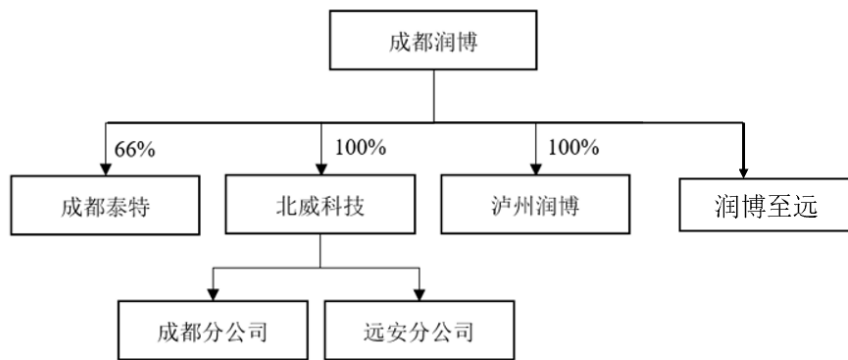 成都润博
66%
100%
100%
成都泰特
北威科技
泸州润博
润博至远
成都分公司
远安分公司